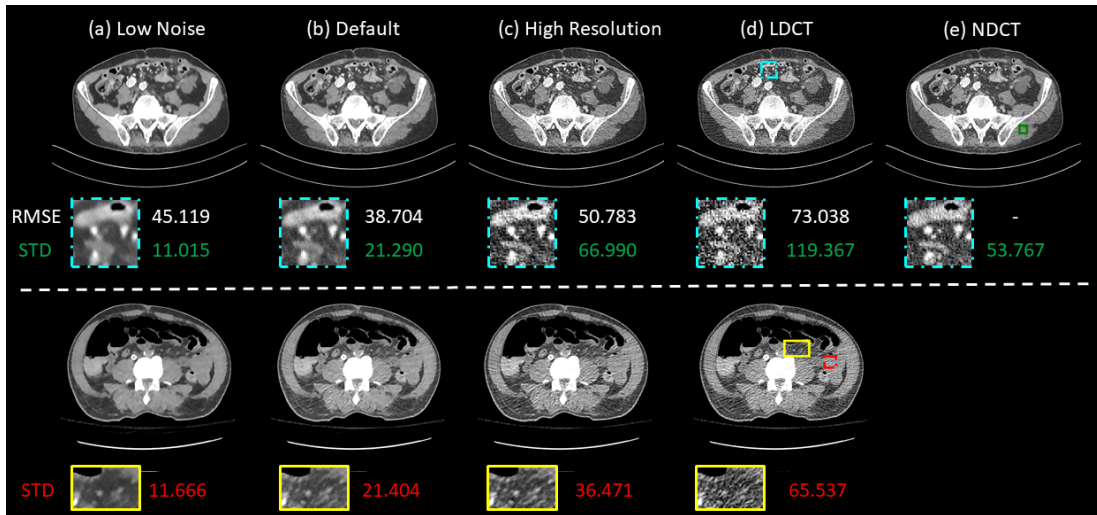 (a) Low Noise (b) Default (c) High Resolution (d) LDCT (e) NDCT
RMSE 45.119 38.704 50.783 73.038 -
STD 11.015 21.290 66.990 119.367 53.767
STD 11.666 21.404 36.471 65.537